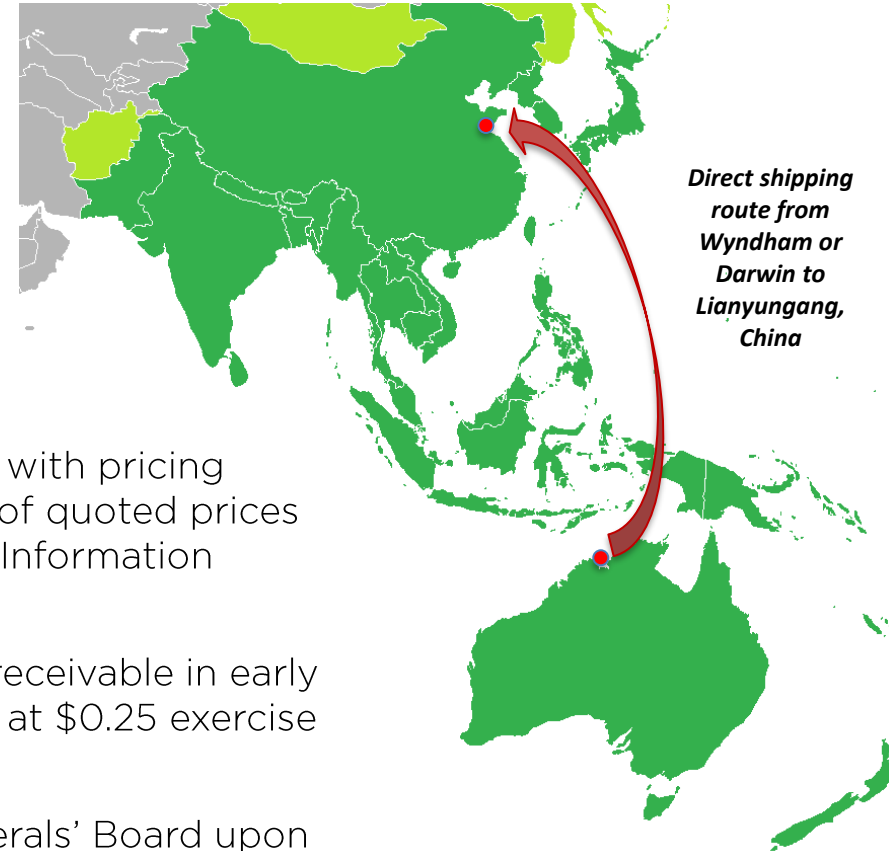 Direct shipping
route from
Wyndham or
Darwin to
Lianyungang,
China
with pricing
of quoted prices
Information
receivable in early
at $0.25 exercise
erals’ Board upon